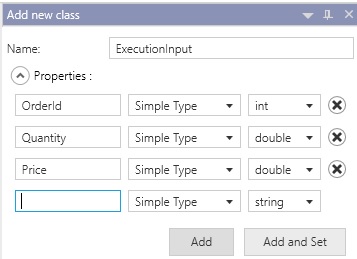 Add new class
Name: ExecutionInput
Properties :
OrderId Simple Type int
Quantity Simple Type double
Price Simple Type double
Simple Type string
Add Add and Set